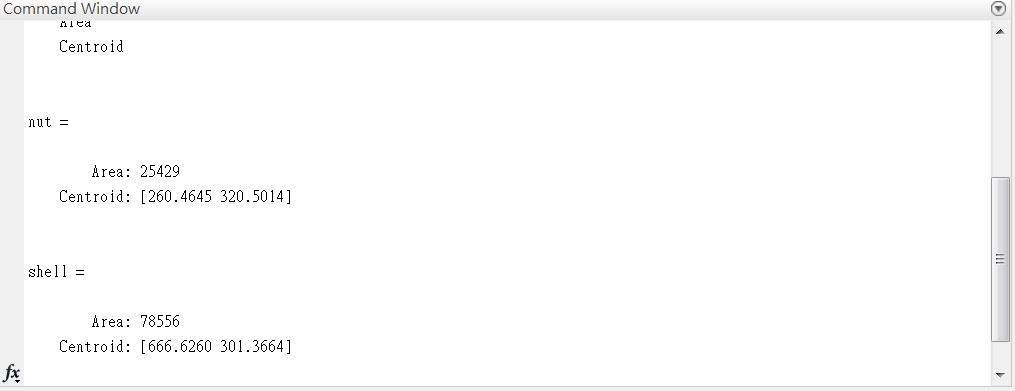 Command Window
Area
Centroid
nut =
Area: 25429
Centroid: [260.4645 320.5014]
shell =
Area: 78556
Centroid: [666.6260 301.3664]
fx